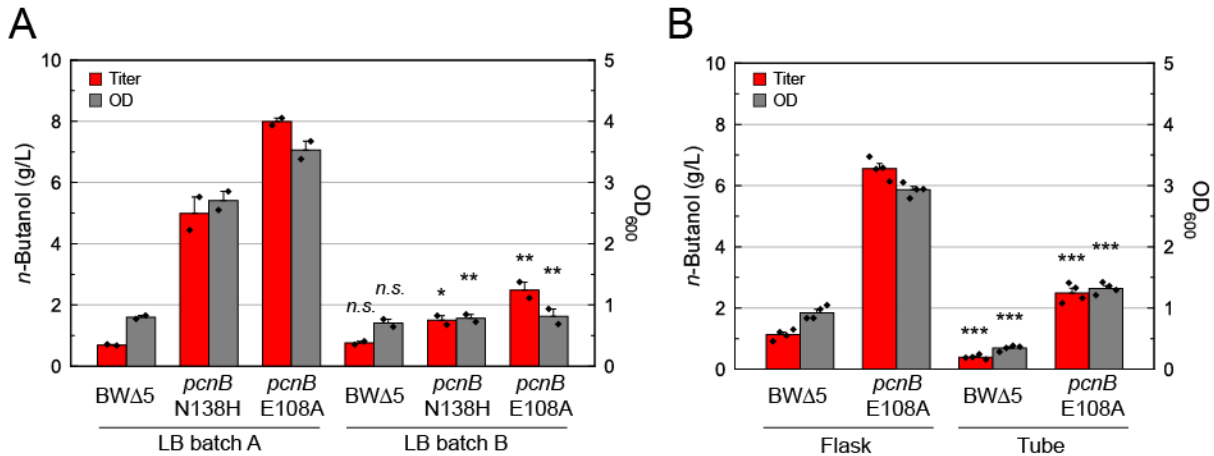 A
10
8
6
4
2
0
n-Butanol (g/L)
Titer
OD
5
4
3
2
1
0
OD600
n.s.
n.s.
*
**
**
**
BWΔ5
pcnB
N138H
pcnB
E108A
BWΔ5
pcnB
N138H
pcnB
E108A
LB batch A
LB batch B
B
10
8
6
4
2
0
n-Butanol (g/L)
Titer
OD
5
4
3
2
1
0
OD600
***
***
***
***
BWΔ5
pcnB
E108A
BWΔ5
pcnB
E108A
Flask
Tube